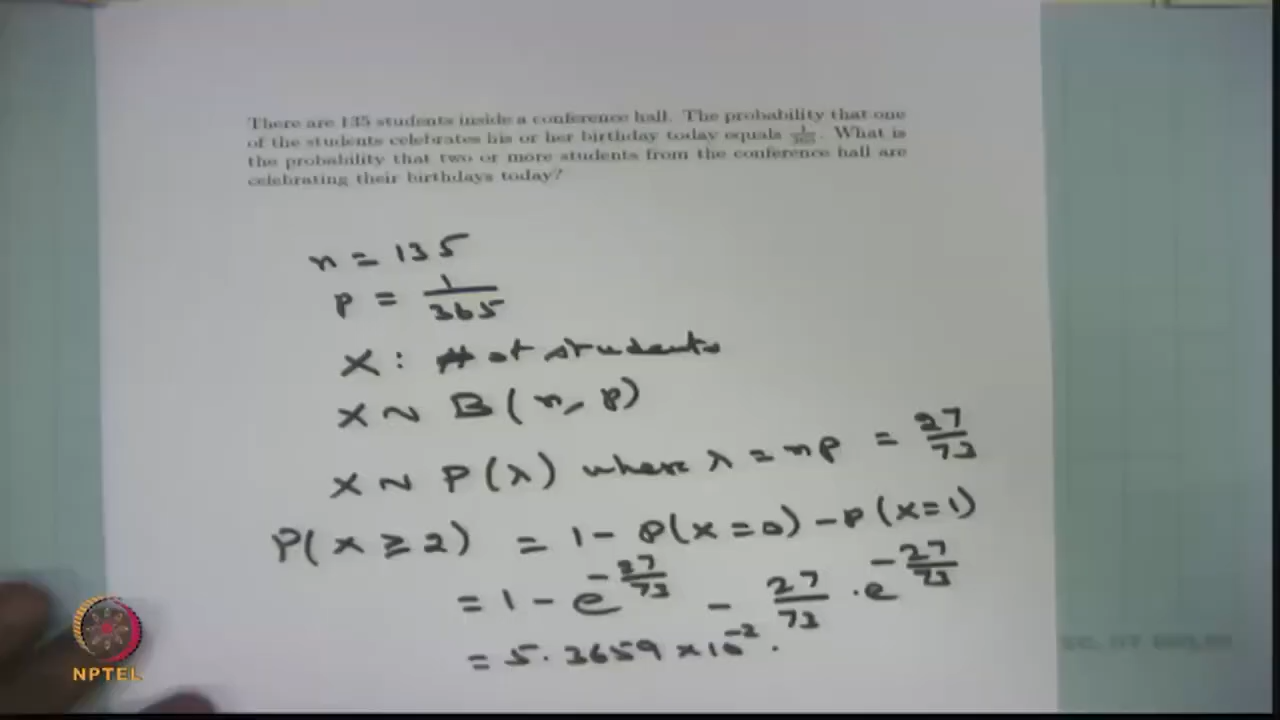 There are 135 students inside a conference hall. The probability that one
of the students celebrates his or her birthday today equals 1/365. What is
the probability that two or more students from the conference hall are
celebrating their birthdays today?
n = 135
p = 1/365
X : # of students
X ~ B(n, p)
X ~ P(λ) where λ = np = 27/73
P(X ≥ 2) = 1 - P(X = 0) - P(X = 1)
= 1 - e^{-27/73} - 27/73 · e^{-27/73}
= 5.3659 × 10^{-2}.
NPTEL